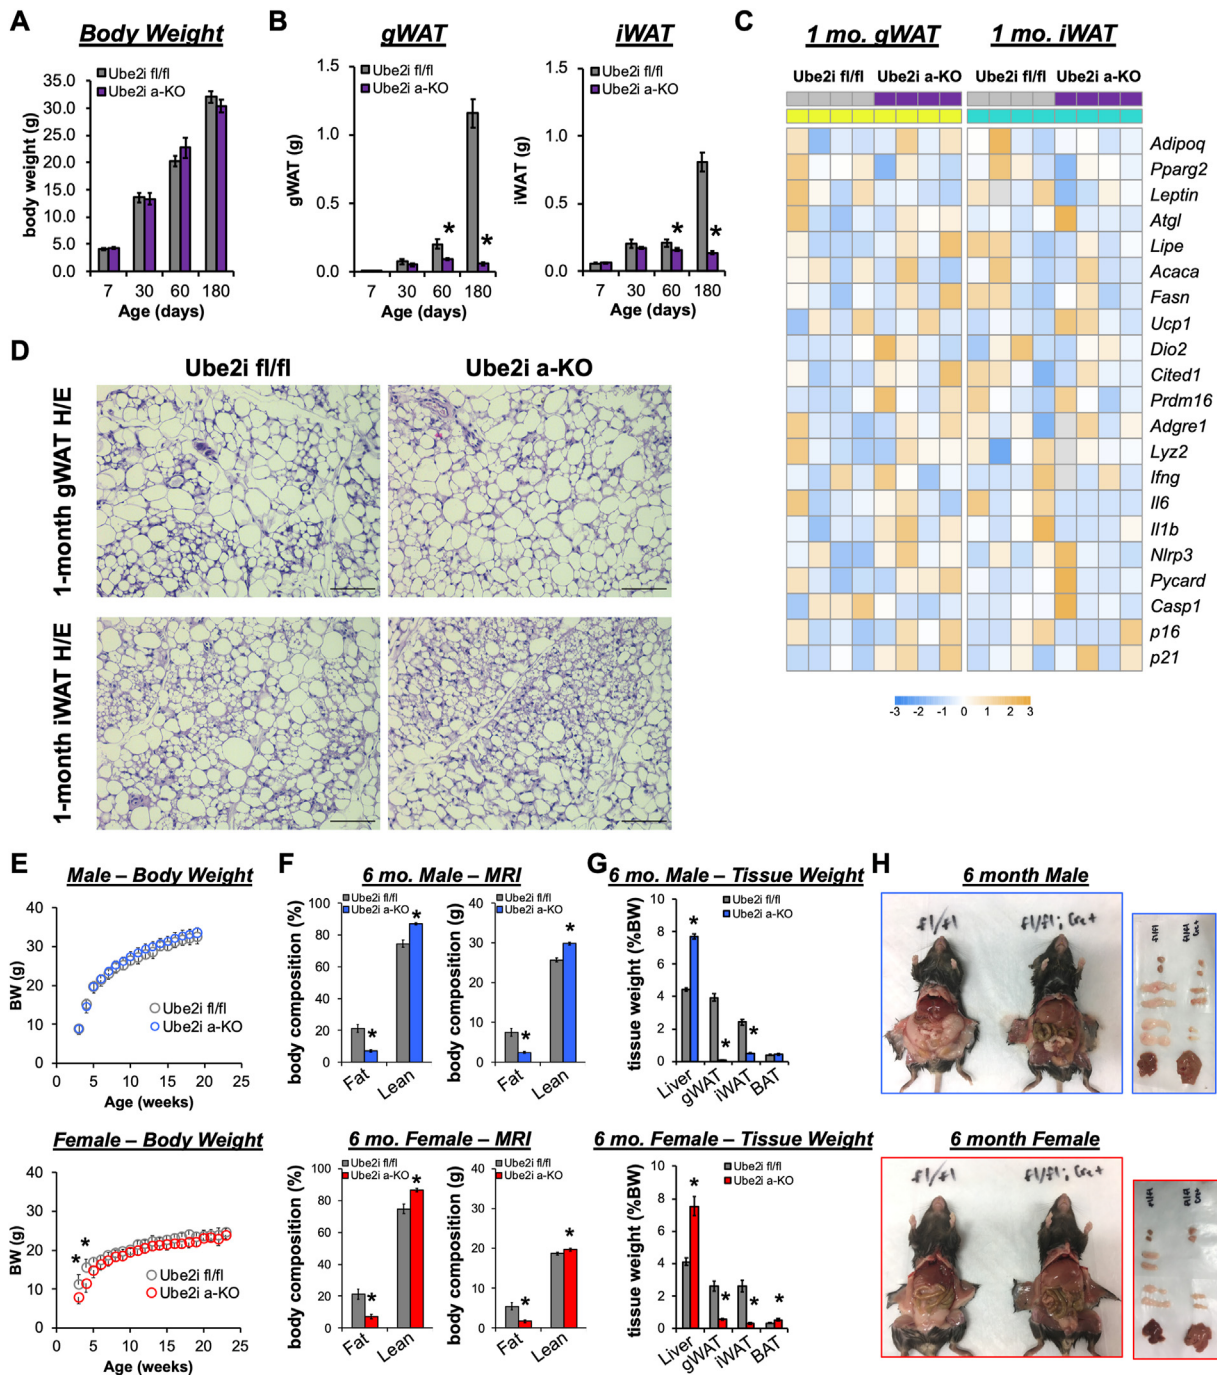 A
Body Weight
Ube2i fl/fl
Ube2i a-KO
body weight (g)
35.0
30.0
25.0
20.0
15.0
10.0
5.0
0.0
7 30 60 180
Age (days)
B
gWAT
Ube2i fl/fl
Ube2i a-KO
gWAT (g)
1.5
1.0
0.5
0.0
*
*
7 30 60 180
Age (days)
iWAT
Ube2i fl/fl
Ube2i a-KO
iWAT (g)
1.5
1.0
0.5
0.0
*
*
7 30 60 180
Age (days)
C
1 mo. gWAT
1 mo. iWAT
Ube2i fl/fl Ube2i a-KO
Ube2i fl/fl Ube2i a-KO
Adipoq
Pparg2
Leptin
Atgl
Lipe
Acaca
Fasn
Ucp1
Dio2
Cited1
Prdm16
Adgre1
Lyz2
Ifng
Il6
Il1b
Nlrp3
Pycard
Casp1
p16
p21
-3 -2 -1 0 1 2 3
D
Ube2i fl/fl
Ube2i a-KO
1-month gWAT H/E
1-month iWAT H/E
E
Male – Body Weight
BW (g)
40
30
20
10
0
Ube2i fl/fl
Ube2i a-KO
0 5 10 15 20 25
Age (weeks)
Female – Body Weight
BW (g)
40
30
20
10
0
*
*
Ube2i fl/fl
Ube2i a-KO
0 5 10 15 20 25
Age (weeks)
F
6 mo. Male – MRI
body composition (%)
100
80
60
40
20
0
Ube2i fl/fl
Ube2i a-KO
*
*
Fat Lean
body composition (g)
40
30
20
10
0
Ube2i fl/fl
Ube2i a-KO
*
*
Fat Lean
6 mo. Female – MRI
body composition (%)
100
80
60
40
20
0
Ube2i fl/fl
Ube2i a-KO
*
*
Fat Lean
body composition (g)
40
30
20
10
0
Ube2i fl/fl
Ube2i a-KO
*
*
Fat Lean
G
6 mo. Male – Tissue Weight
tissue weight (%BW)
10
8
6
4
2
0
Ube2i fl/fl
Ube2i a-KO
*
*
*
Liver gWAT iWAT BAT
6 mo. Female – Tissue Weight
tissue weight (%BW)
10
8
6
4
2
0
Ube2i fl/fl
Ube2i a-KO
*
*
*
*
Liver gWAT iWAT BAT
H
6 month Male
fl/fl
fl/fl; Cre+
6 month Female
fl/fl
fl/fl; Cre+